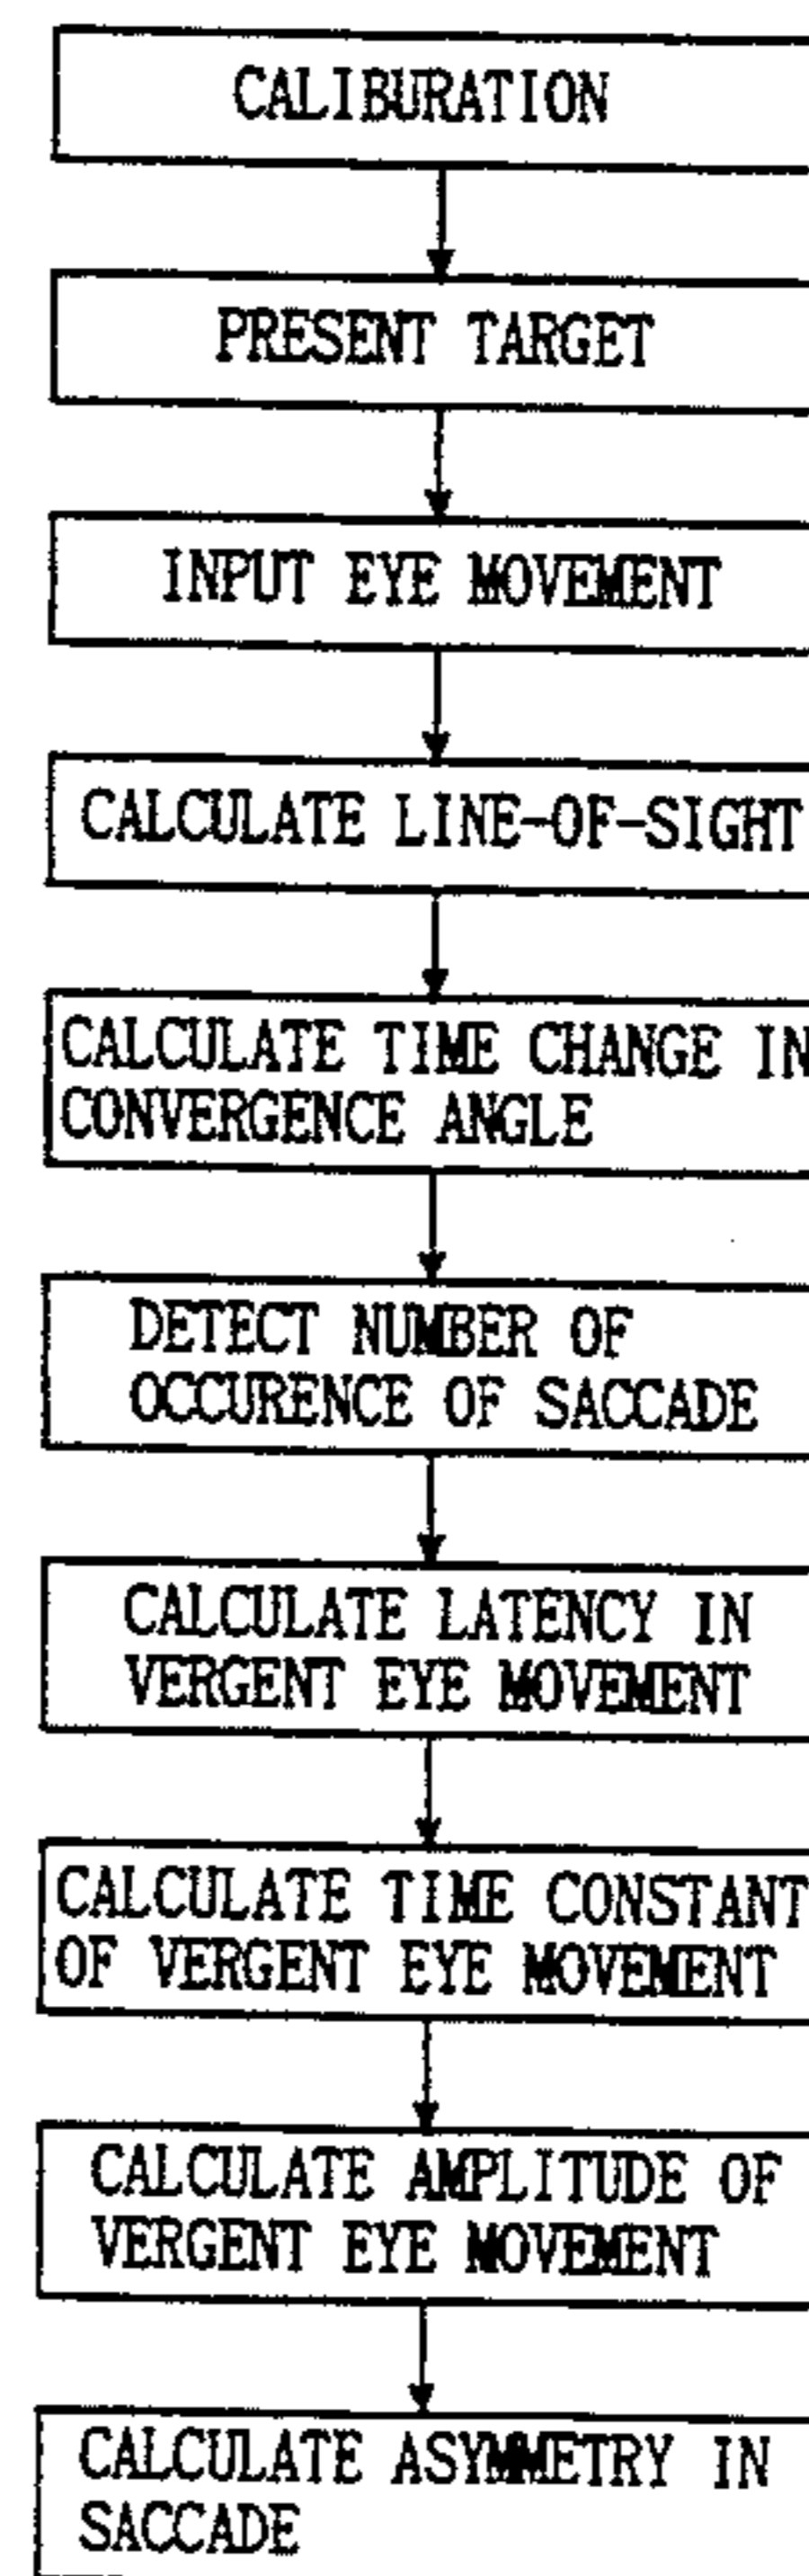 CALIBURATION
PRESENT TARGET
INPUT EYE MOVEMENT
CALCULATE LINE-OF-SIGHT
CALCULATE TIME CHANGE IN
CONVERGENCE ANGLE
DETECT NUMBER OF
OCCURENCE OF SACCADE
CALCULATE LATENCY IN
VERGENT EYE MOVEMENT
CALCULATE TIME CONSTANT
OF VERGENT EYE MOVEMENT
CALCULATE AMPLITUDE OF
VERGENT EYE MOVEMENT
CALCULATE ASYMMETRY IN
SACCADE